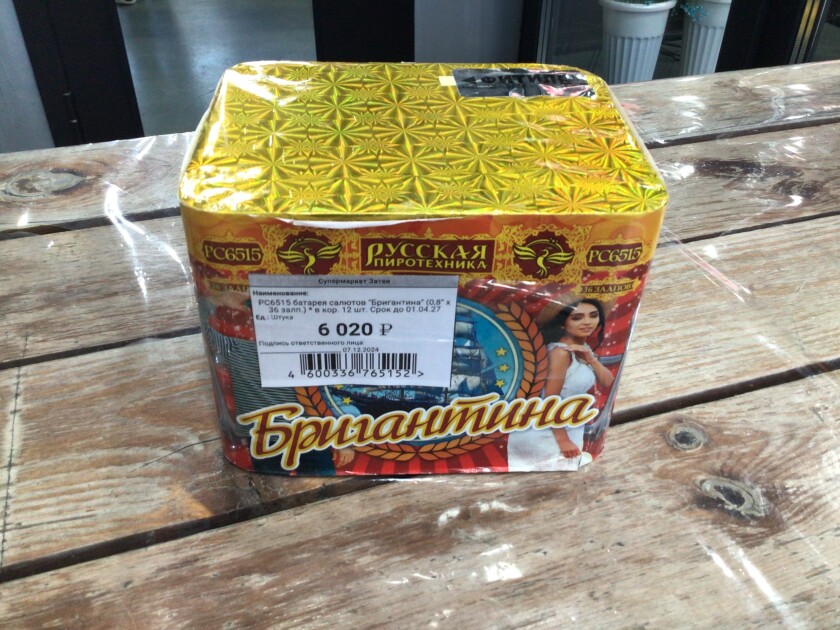 РС6515
РУССКАЯ
ПИРОТЕХНИКА
РС6515
36 ЗАЛПОВ
Супермаркет Затея
Наименование:
РС6515 батарея салютов "Бригантина" (0,8" х
36 залп.) * в кор. 12 шт. Срок до 01.04.27
Ед.: Штука
6 020 ₽
Подпись ответственного лица:
07.12.2024
4 600336 765152 >
Бригантина